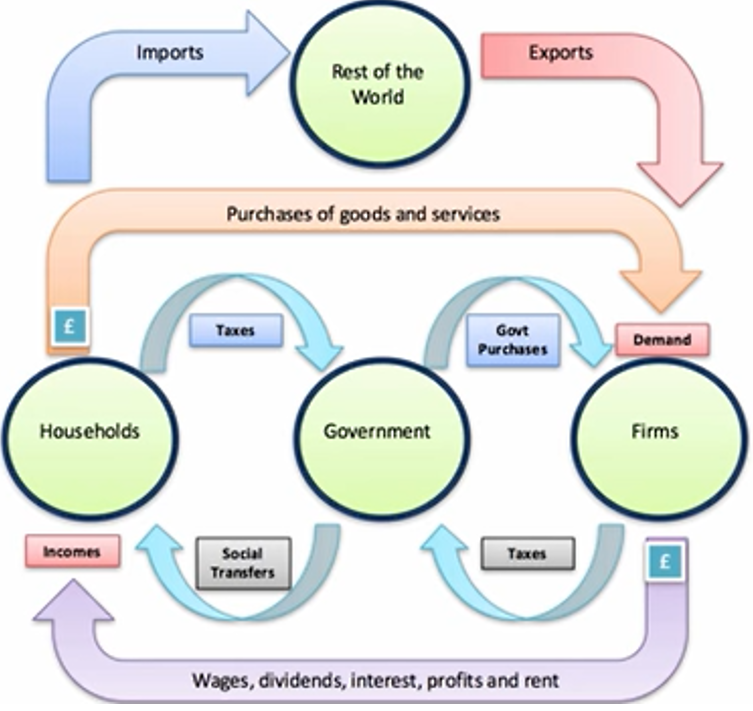 Imports
Rest of the
World
Exports
Purchases of goods and services
£
Taxes
Govt
Purchases
Demand
Households
Government
Firms
Incomes
Social
Transfers
Taxes
£
Wages, dividends, interest, profits and rent